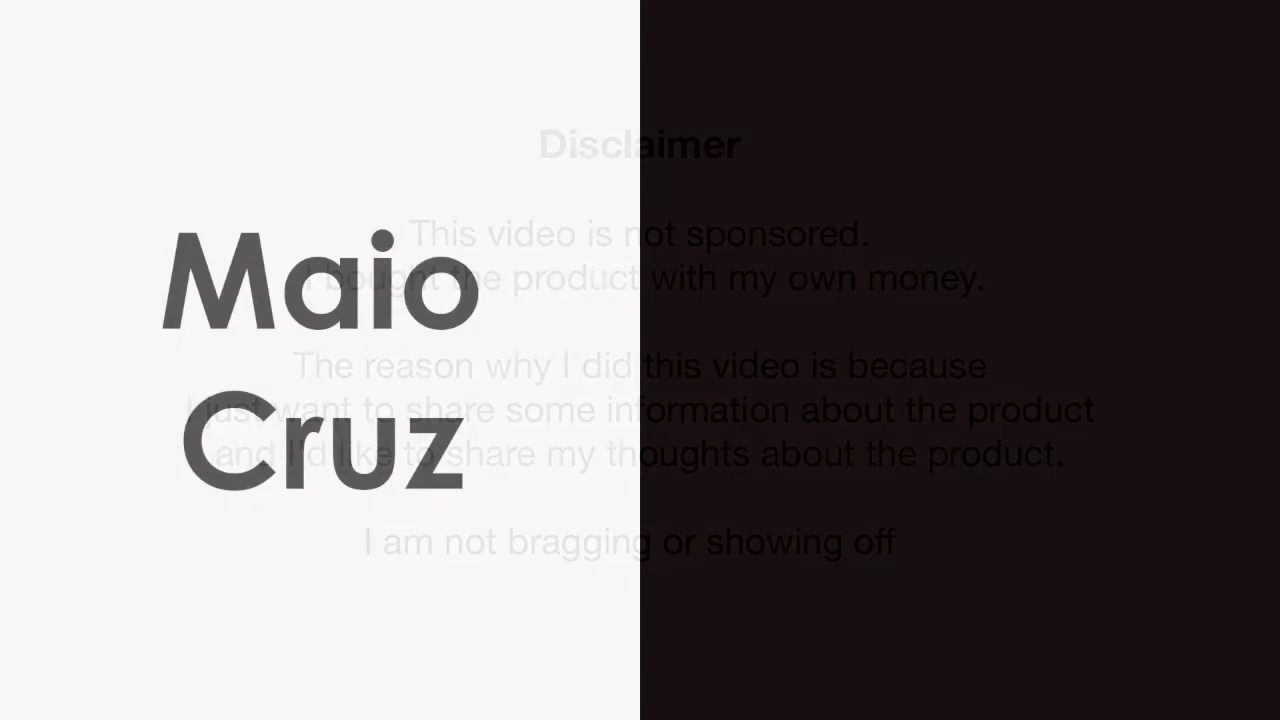 Maio
Cruz
Disclaimer
This video is not sponsored.
I bought the product with my own money.
The reason why I did this video is because
I just want to share some information about the product
and I'd like to share my thoughts about the product.
I am not bragging or showing off